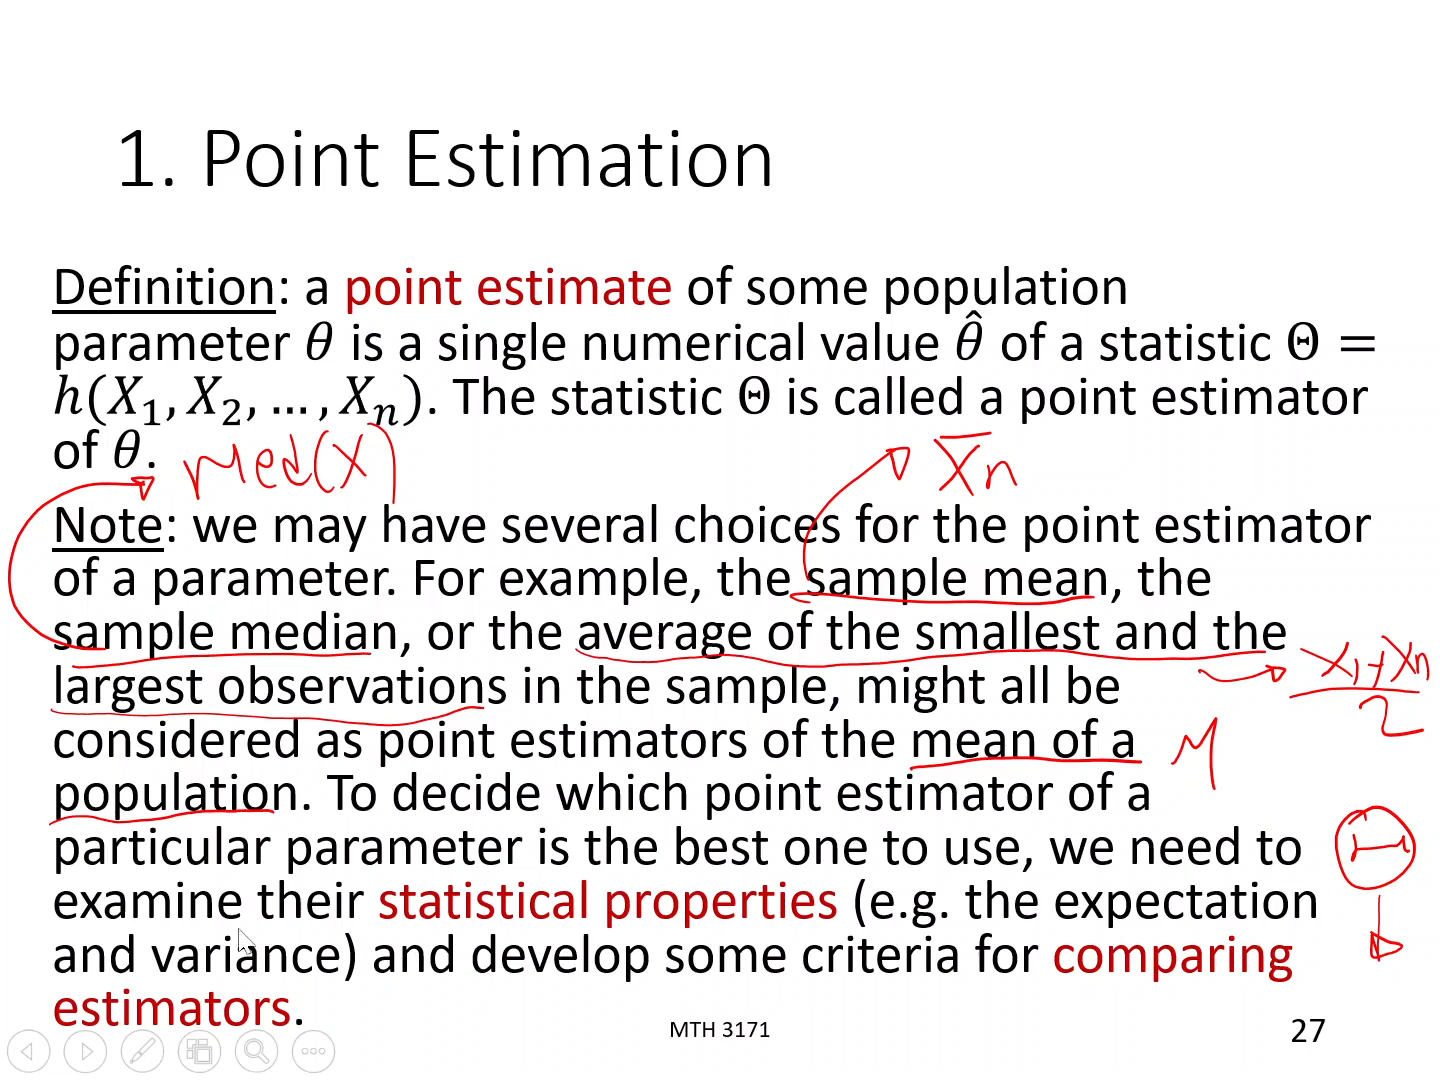 1. Point Estimation
Definition: a point estimate of some population
parameter θ is a single numerical value θ̂ of a statistic Θ =
h(X₁, X₂, …, Xₙ). The statistic Θ is called a point estimator
of θ.
Med(X)
X̅n
Note: we may have several choices for the point estimator
of a parameter. For example, the sample mean, the
sample median, or the average of the smallest and the
X₁+Xn
2
largest observations in the sample, might all be
considered as point estimators of the mean of a
M
population. To decide which point estimator of a
particular parameter is the best one to use, we need to
examine their statistical properties (e.g. the expectation
and variance) and develop some criteria for comparing
estimators.
MTH 3171
27